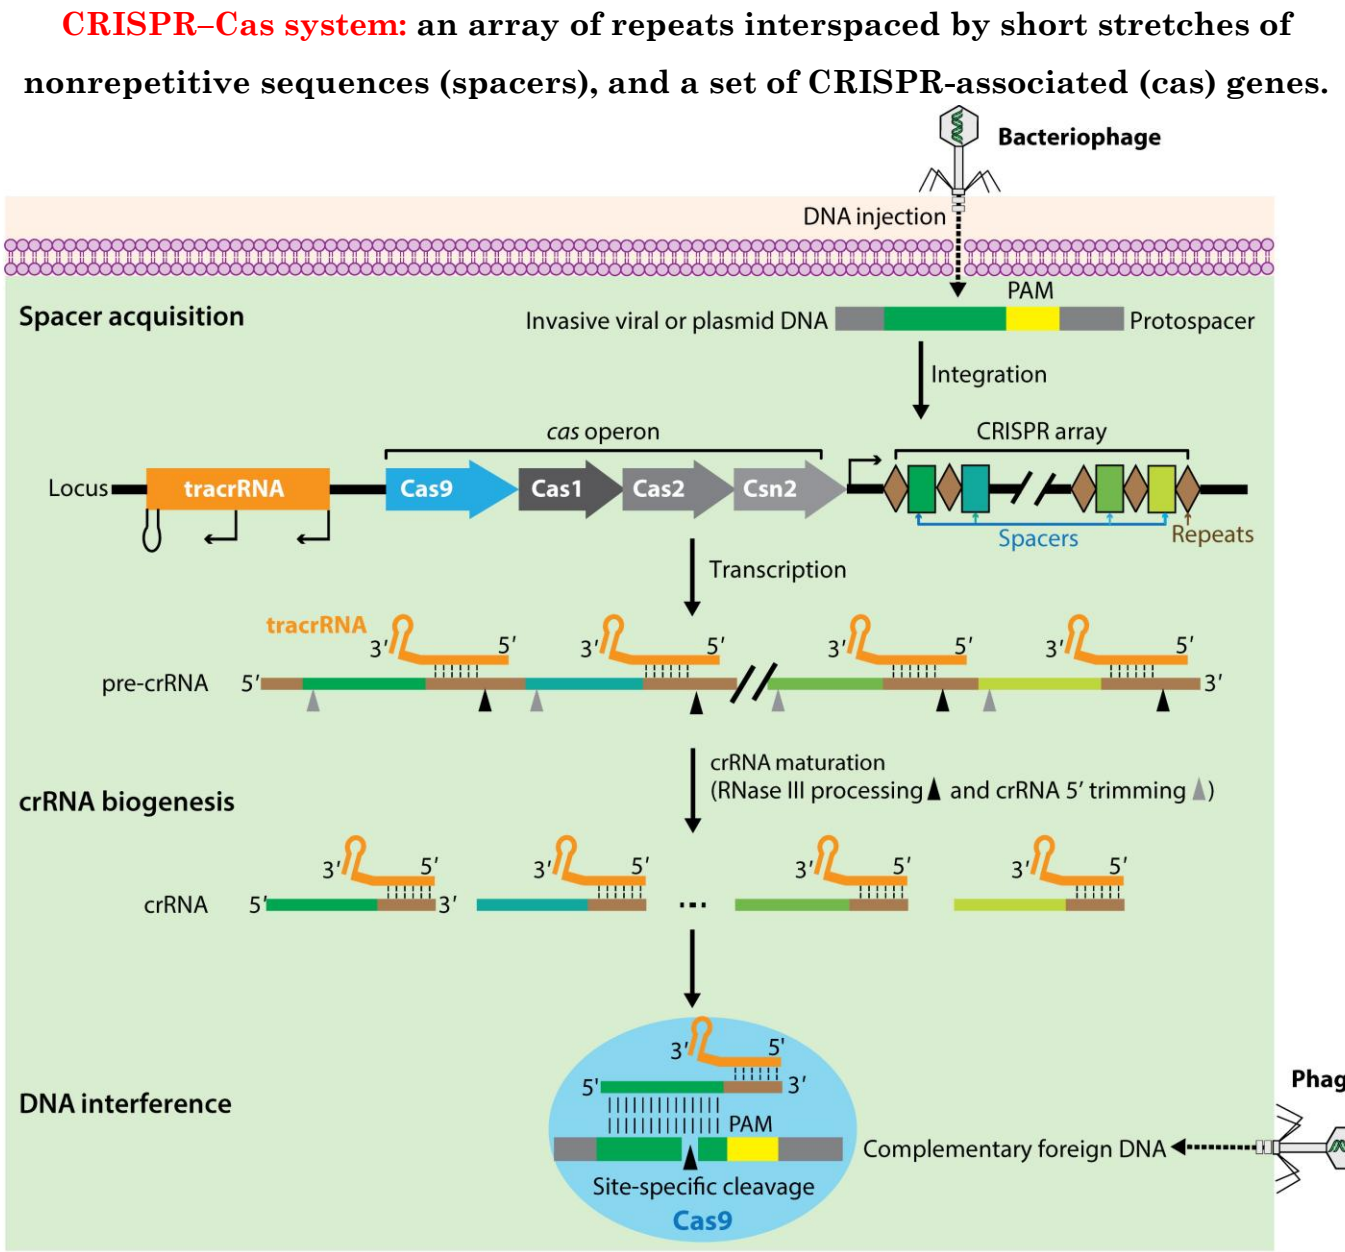 CRISPR–Cas system: an array of repeats interspaced by short stretches of
nonrepetitive sequences (spacers), and a set of CRISPR-associated (cas) genes.
Bacteriophage
DNA injection
PAM
Spacer acquisition
Invasive viral or plasmid DNA
Protospacer
Integration
cas operon
CRISPR array
Locus
tracrRNA
Cas9
Cas1
Cas2
Csn2
Spacers
Repeats
Transcription
tracrRNA
3′ 5′ 3′ 5′ 3′ 5′ 3′ 5′
pre-crRNA 5′ 3′
crRNA maturation
(RNase III processing and crRNA 5′ trimming )
crRNA biogenesis
3′ 5′ 3′ 5′ 3′ 5′ 3′ 5′
crRNA 5′ 3′ ...
3′ 5'
5' 3′
DNA interference
PAM
Phag
Complementary foreign DNA
Site-specific cleavage
Cas9